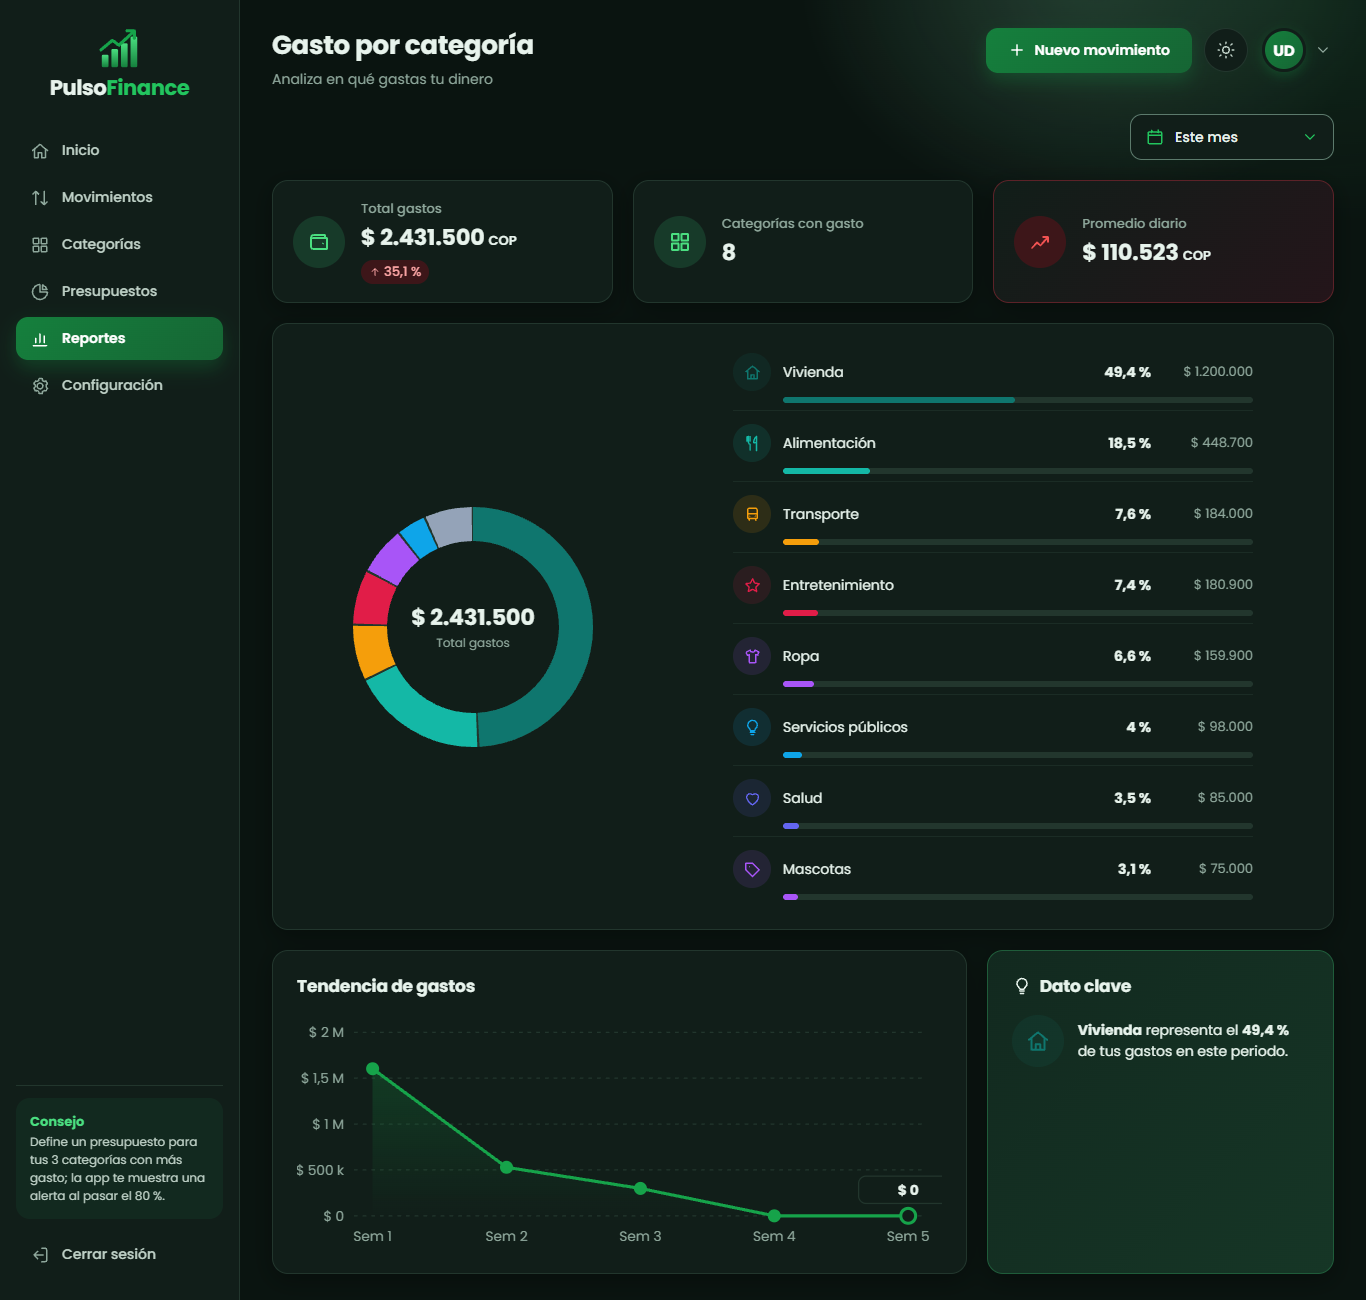 PulsoFinance
Inicio
Movimientos
Categorías
Presupuestos
Reportes
Configuración
Consejo
Define un presupuesto para
tus 3 categorías con más
gasto; la app te muestra una
alerta al pasar el 80 %.
Cerrar sesión
Gasto por categoría
Analiza en qué gastas tu dinero
Nuevo movimiento
UD
Este mes
Total gastos
$ 2.431.500 COP
↑ 35,1 %
Categorías con gasto
8
Promedio diario
$ 110.523 COP
$ 2.431.500
Total gastos
Vivienda 49,4 % $ 1.200.000
Alimentación 18,5 % $ 448.700
Transporte 7,6 % $ 184.000
Entretenimiento 7,4 % $ 180.900
Ropa 6,6 % $ 159.900
Servicios públicos 4 % $ 98.000
Salud 3,5 % $ 85.000
Mascotas 3,1 % $ 75.000
Tendencia de gastos
$ 2 M
$ 1,5 M
$ 1 M
$ 500 k
$ 0
$ 0
Sem 1 Sem 2 Sem 3 Sem 4 Sem 5
Dato clave
Vivienda representa el 49,4 %
de tus gastos en este periodo.